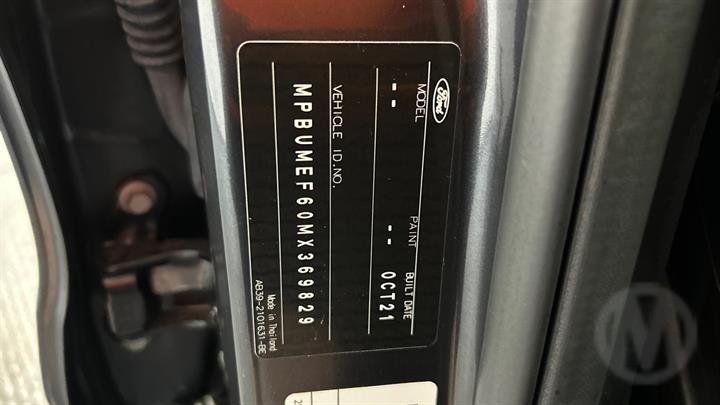 Ford
MODEL PAINT BUILT DATE
-- -- OCT21
VEHICLE ID.NO.
MPBUMEF60MX369829
Made in Thailand
AB39-2101631-BE
M